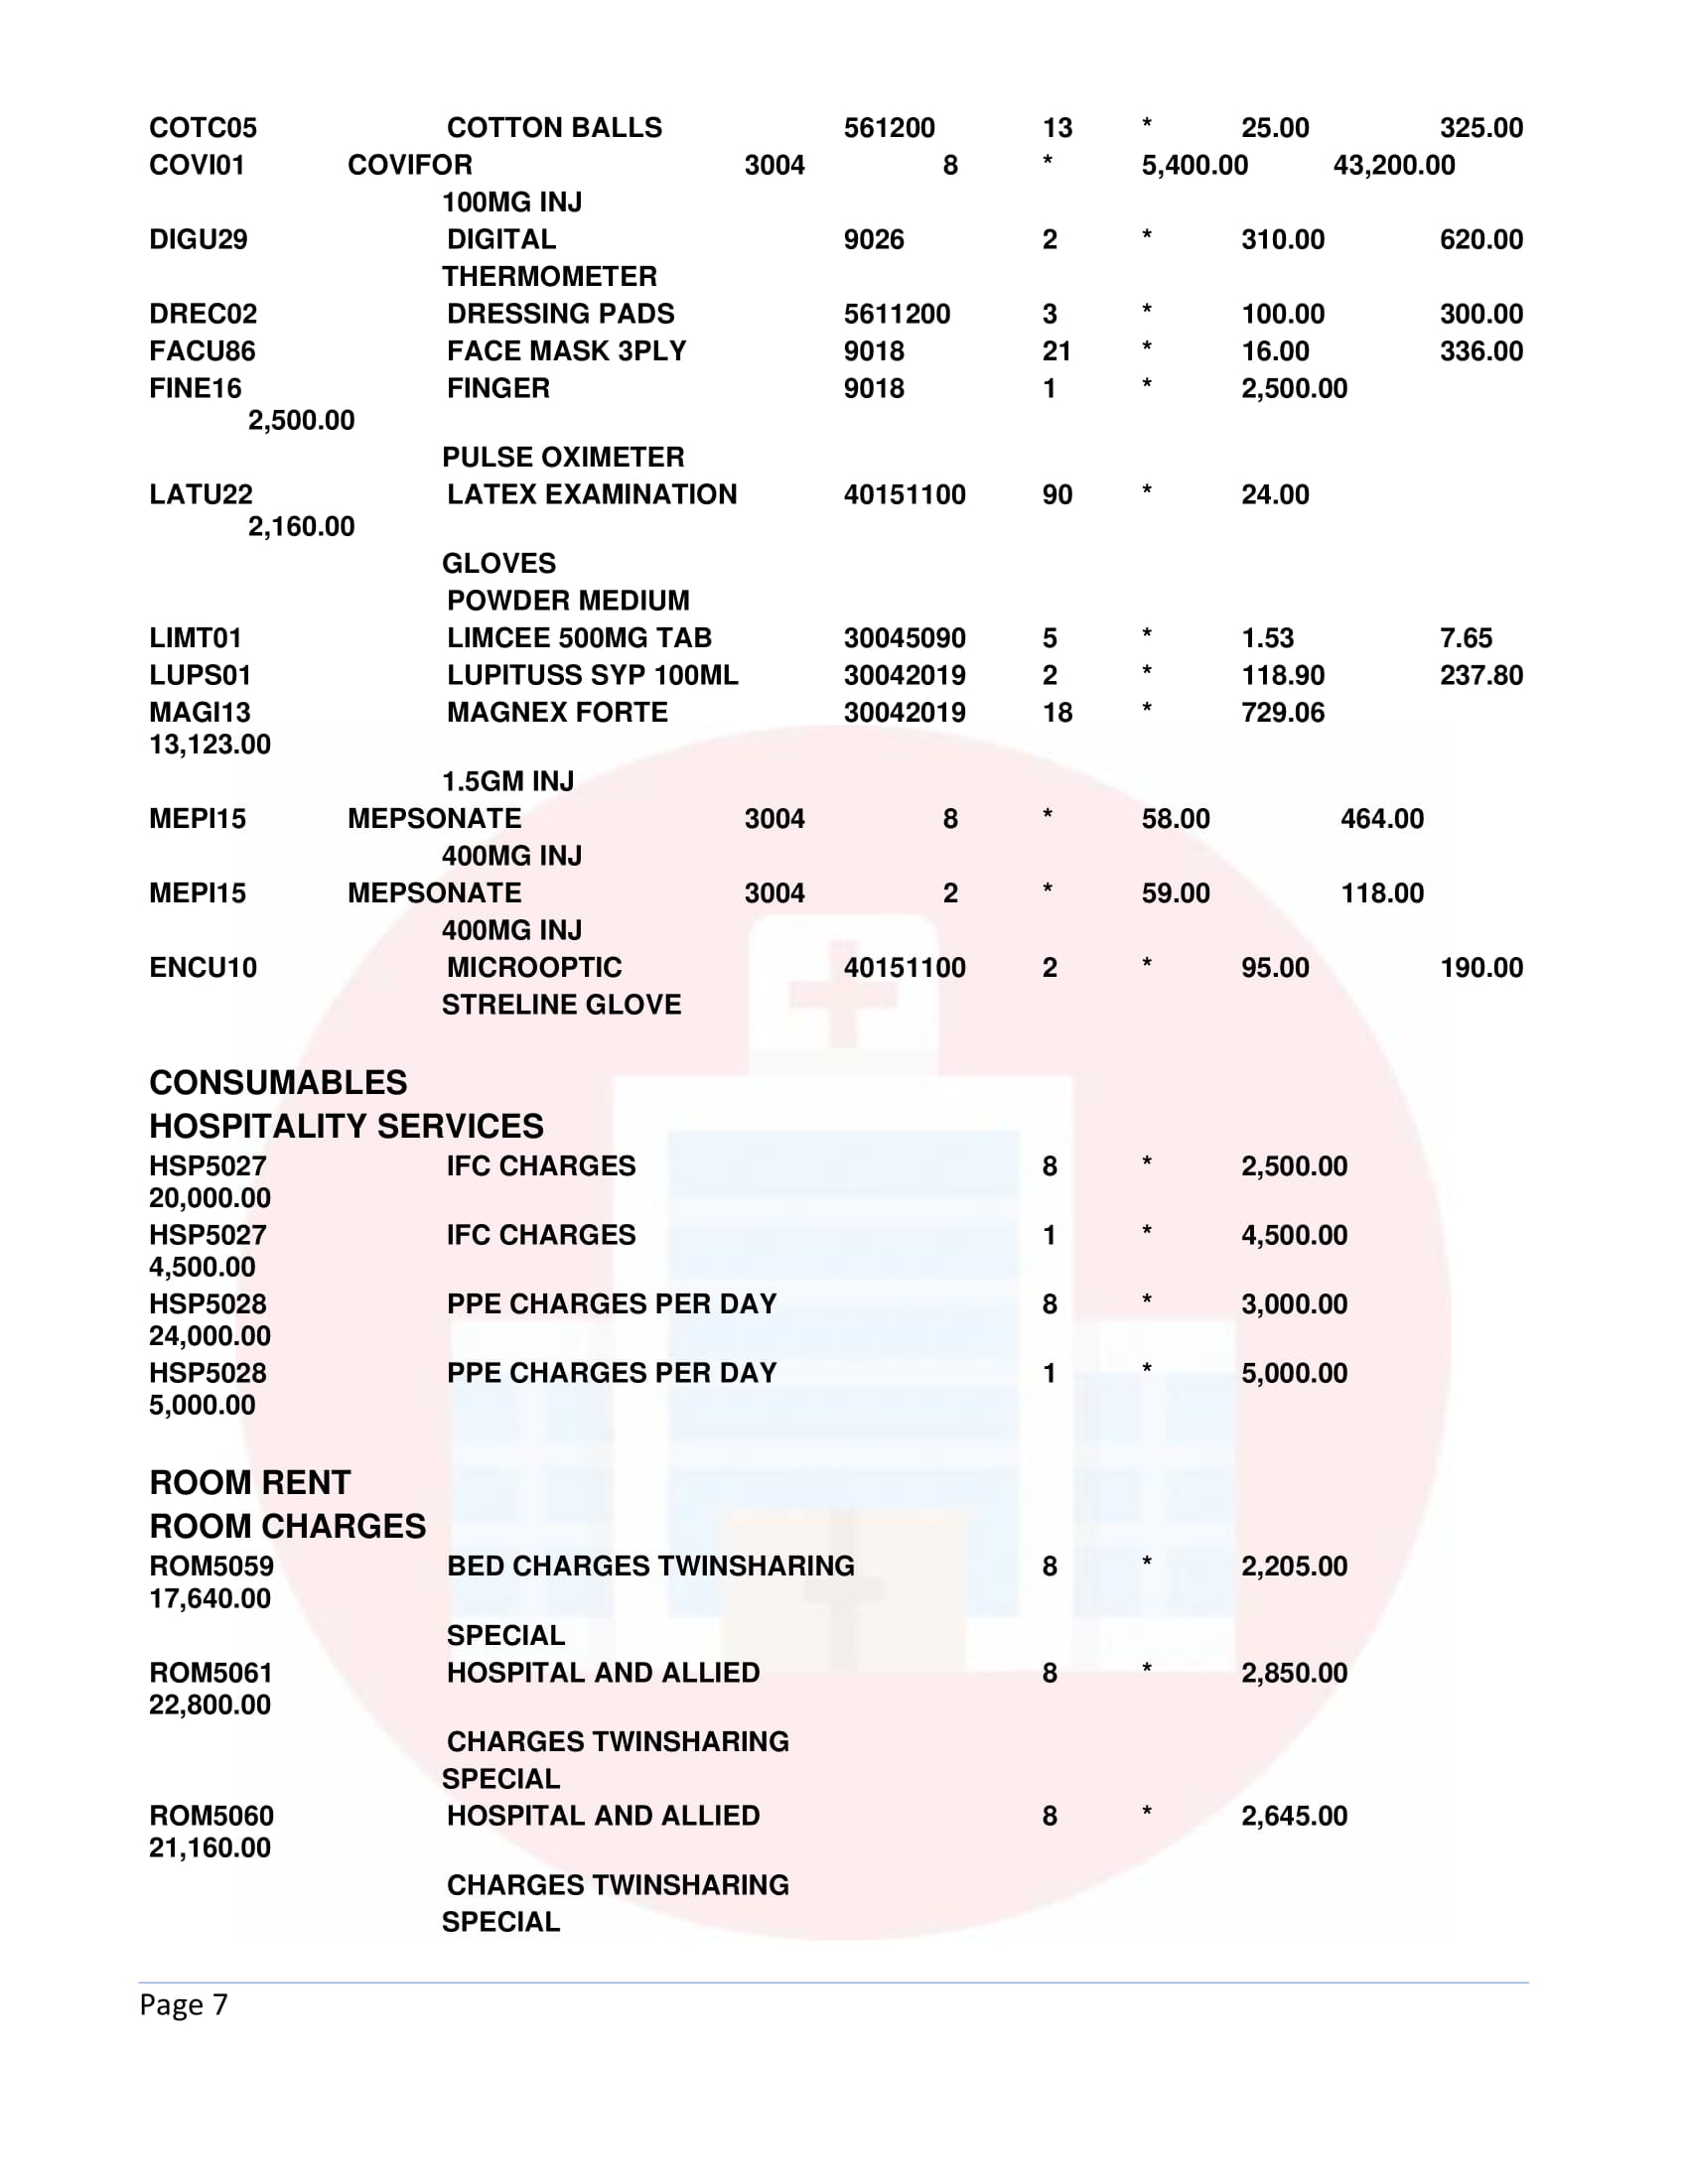 COTC05 COTTON BALLS 561200 13 * 25.00 325.00
COVI01 COVIFOR 3004 8 * 5,400.00 43,200.00
100MG INJ
DIGU29 DIGITAL 9026 2 * 310.00 620.00
THERMOMETER
DREC02 DRESSING PADS 5611200 3 * 100.00 300.00
FACU86 FACE MASK 3PLY 9018 21 * 16.00 336.00
FINE16 FINGER 9018 1 * 2,500.00
2,500.00
PULSE OXIMETER
LATU22 LATEX EXAMINATION 40151100 90 * 24.00
2,160.00
GLOVES
POWDER MEDIUM
LIMT01 LIMCEE 500MG TAB 30045090 5 * 1.53 7.65
LUPS01 LUPITUSS SYP 100ML 30042019 2 * 118.90 237.80
MAGI13 MAGNEX FORTE 30042019 18 * 729.06
13,123.00
1.5GM INJ
MEPI15 MEPSONATE 3004 8 * 58.00 464.00
400MG INJ
MEPI15 MEPSONATE 3004 2 * 59.00 118.00
400MG INJ
ENCU10 MICROOPTIC 40151100 2 * 95.00 190.00
STRELINE GLOVE
CONSUMABLES
HOSPITALITY SERVICES
HSP5027 IFC CHARGES 8 * 2,500.00
20,000.00
HSP5027 IFC CHARGES 1 * 4,500.00
4,500.00
HSP5028 PPE CHARGES PER DAY 8 * 3,000.00
24,000.00
HSP5028 PPE CHARGES PER DAY 1 * 5,000.00
5,000.00
ROOM RENT
ROOM CHARGES
ROM5059 BED CHARGES TWINSHARING 8 * 2,205.00
17,640.00
SPECIAL
ROM5061 HOSPITAL AND ALLIED 8 * 2,850.00
22,800.00
CHARGES TWINSHARING
SPECIAL
ROM5060 HOSPITAL AND ALLIED 8 * 2,645.00
21,160.00
CHARGES TWINSHARING
SPECIAL
Page 7